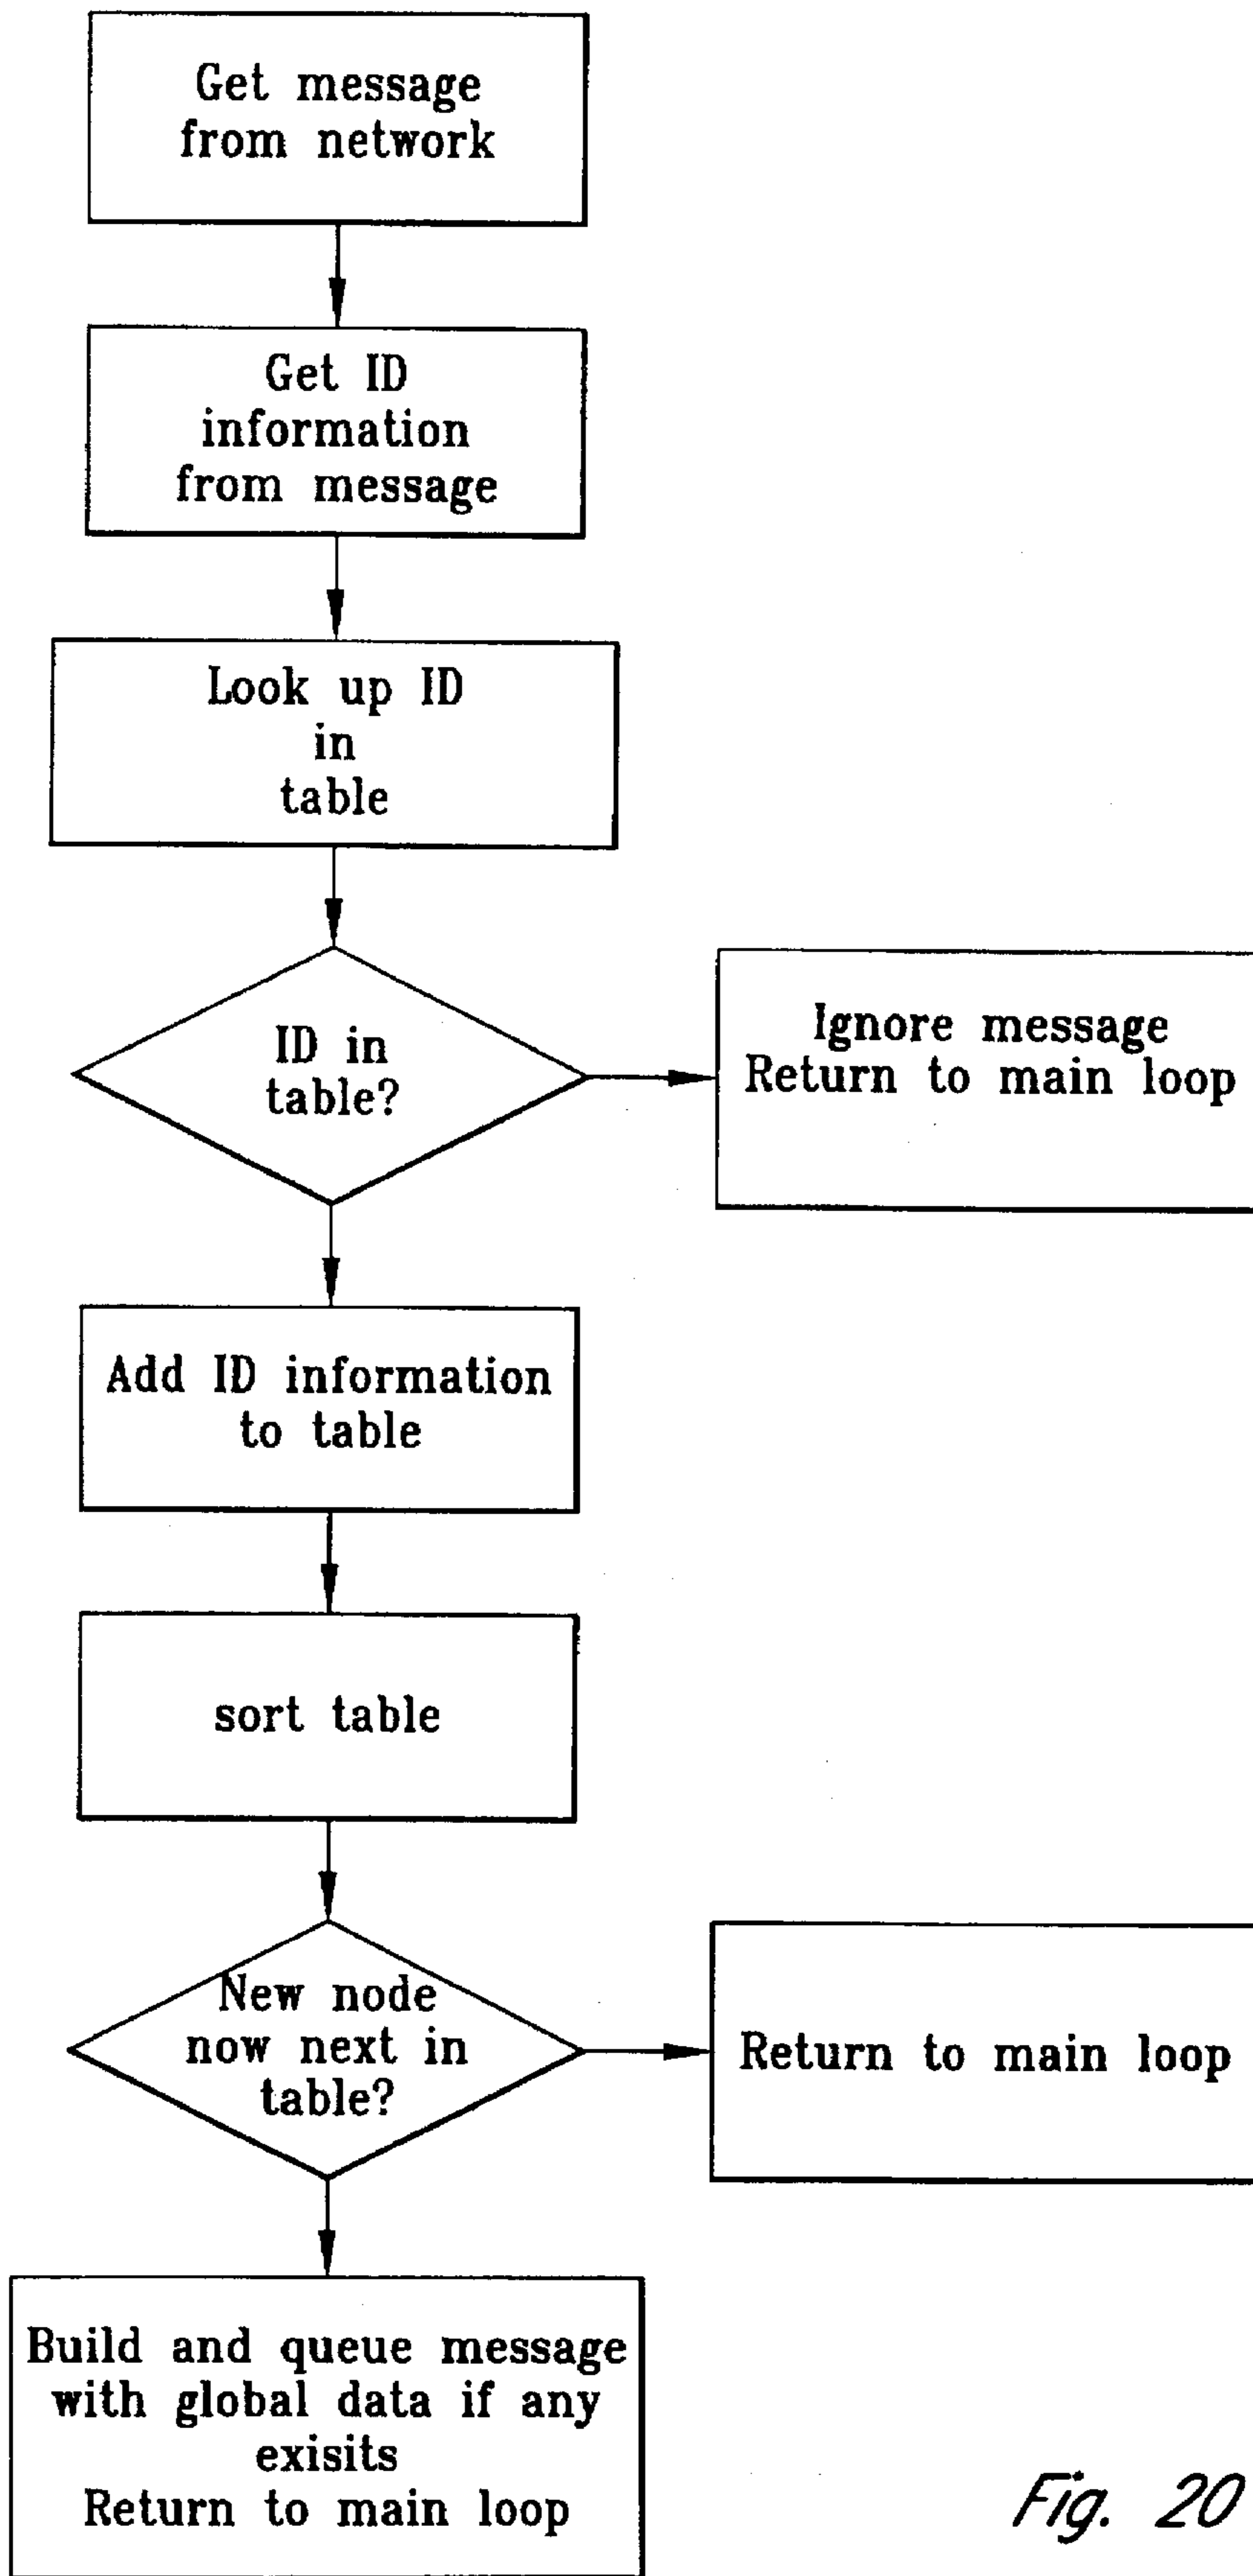 Get message
from network
Get ID
information
from message
Look up ID
in
table
ID in
table?
Ignore message
Return to main loop
Add ID information
to table
sort table
New node
now next in
table?
Return to main loop
Build and queue message
with global data if any
exisits
Return to main loop
Fig. 20